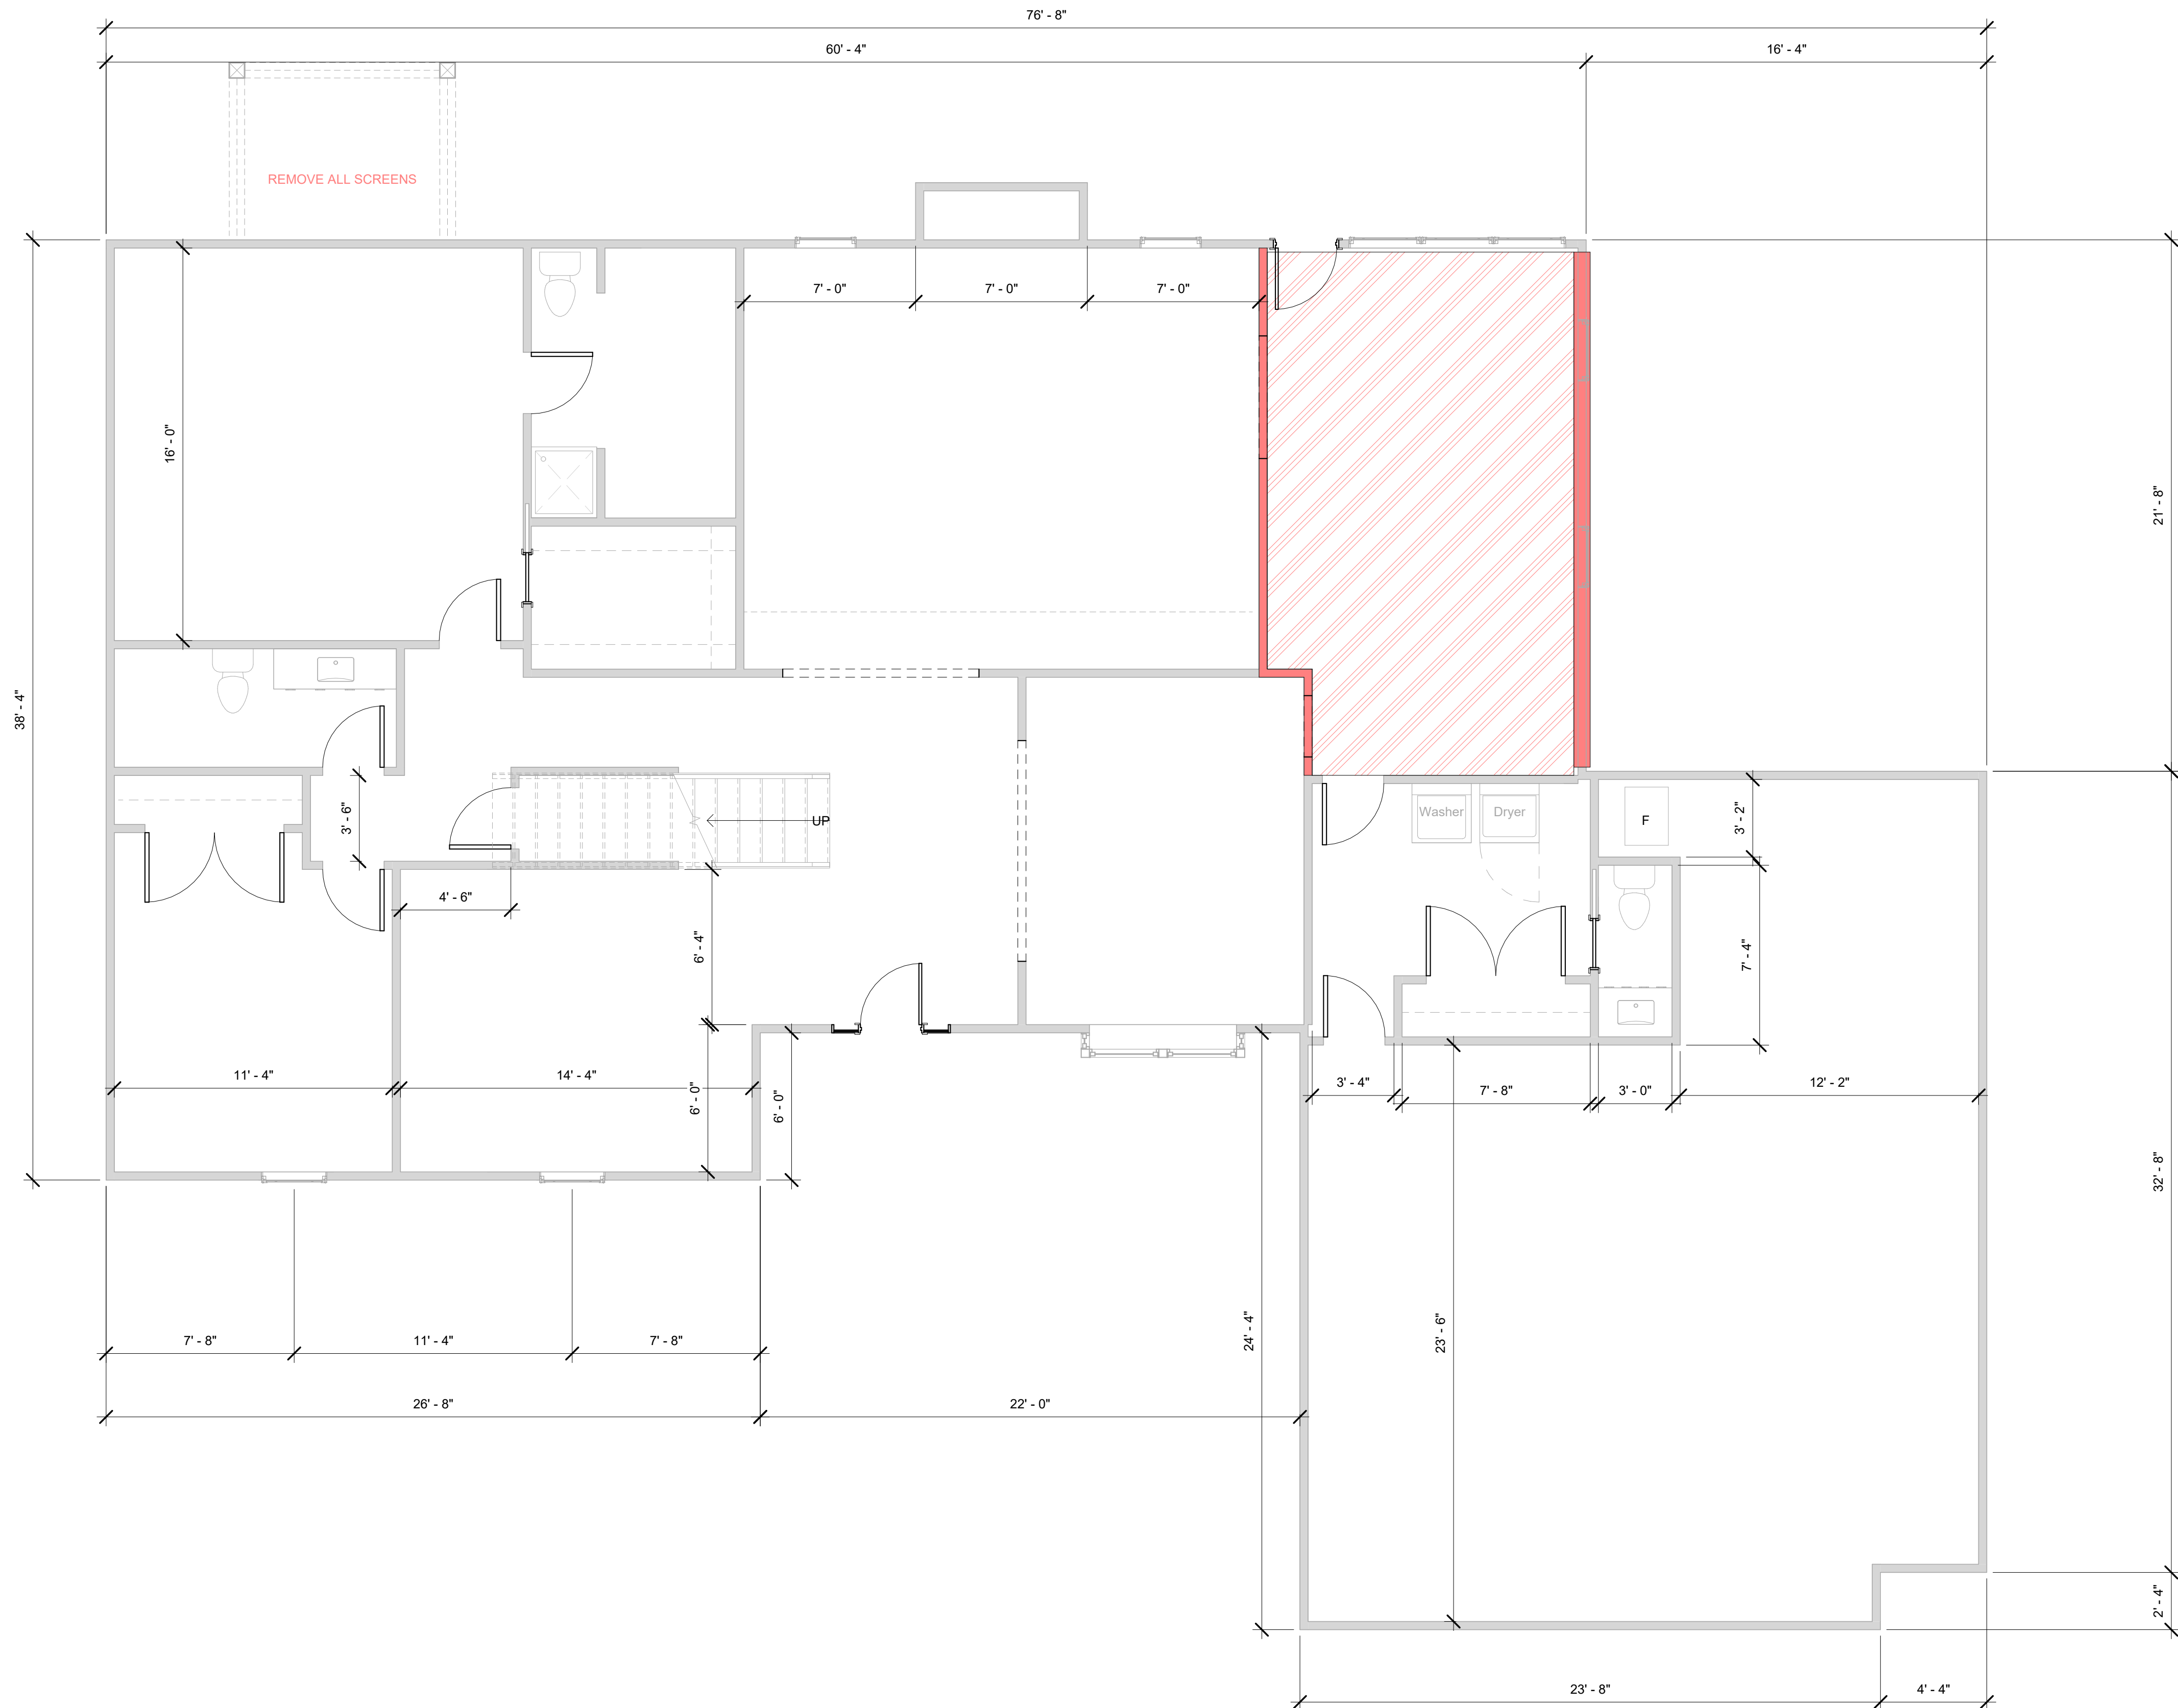 76' - 8"
60' - 4"
16' - 4"
REMOVE ALL SCREENS
7' - 0"
7' - 0"
7' - 0"
16' - 0"
21' - 8"
38' - 4"
3' - 6"
UP
Washer
Dryer
F
3' - 2"
4' - 6"
6' - 4"
7' - 4"
11' - 4"
14' - 4"
6' - 0"
6' - 0"
3' - 4"
7' - 8"
3' - 0"
12' - 2"
32' - 8"
7' - 8"
11' - 4"
7' - 8"
24' - 4"
23' - 6"
26' - 8"
22' - 0"
2' - 4"
23' - 8"
4' - 4"